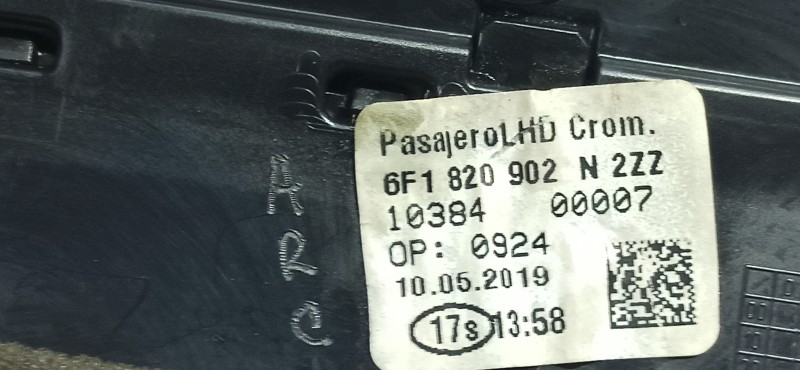 PasajeroLHD Crom.
6F1 820 902 N 2ZZ
10384 00007
OP: 0924
10.05.2019
17s 13:58